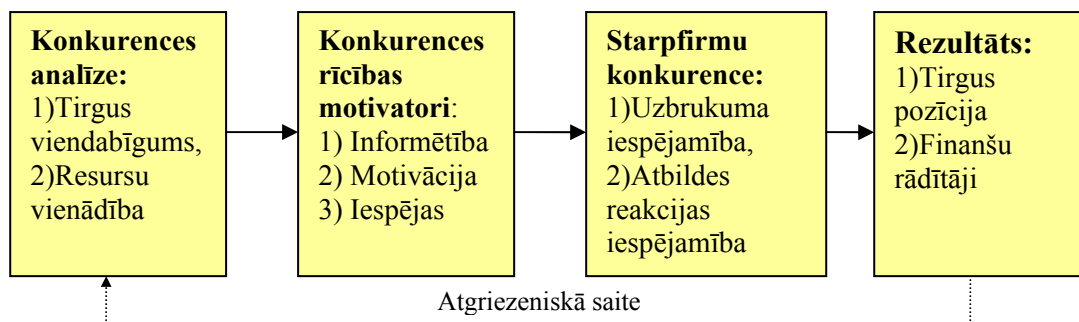 Konkurences
analīze:
1)Tirgus
viendabīgums,
2)Resursu
vienādība
Konkurences
rīcības
motivatori:
1) Informētība
2) Motivācija
3) Iespējas
Starpfirmu
konkurence:
1)Uzbrukuma
iespējamība,
2)Atbildes
reakcijas
iespējamība
Rezultāts:
1)Tirgus
pozīcija
2)Finanšu
rādītāji
Atgriezeniskā saite